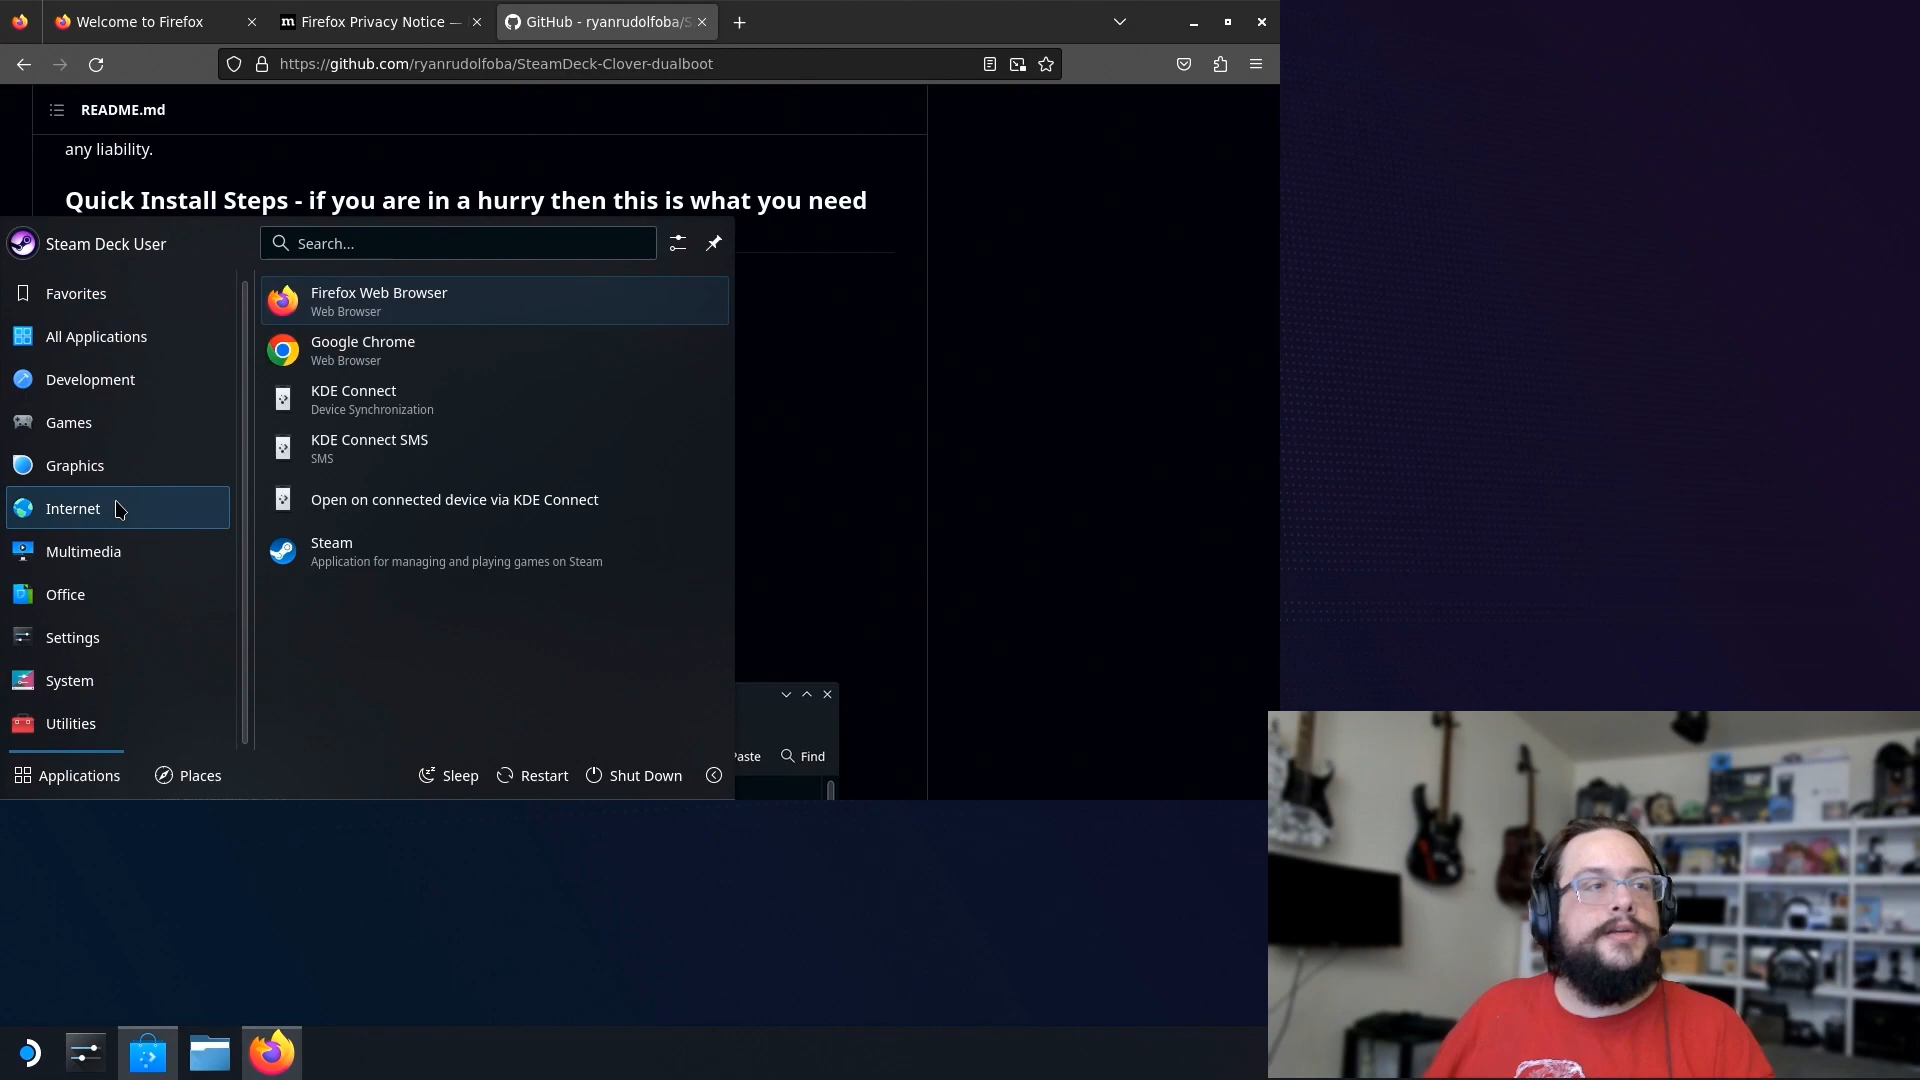 Welcome to Firefox
m Firefox Privacy Notice —
GitHub - ryanrudolfoba/S
https://github.com/ryanrudolfoba/SteamDeck-Clover-dualboot
README.md
any liability.
Quick Install Steps - if you are in a hurry then this is what you need
Steam Deck User
Search...
Favorites
All Applications
Development
Games
Graphics
Internet
Multimedia
Office
Settings
System
Utilities
Firefox Web Browser
Web Browser
Google Chrome
Web Browser
KDE Connect
Device Synchronization
KDE Connect SMS
SMS
Open on connected device via KDE Connect
Steam
Application for managing and playing games on Steam
Paste
Find
Applications
Places
Sleep
Restart
Shut Down